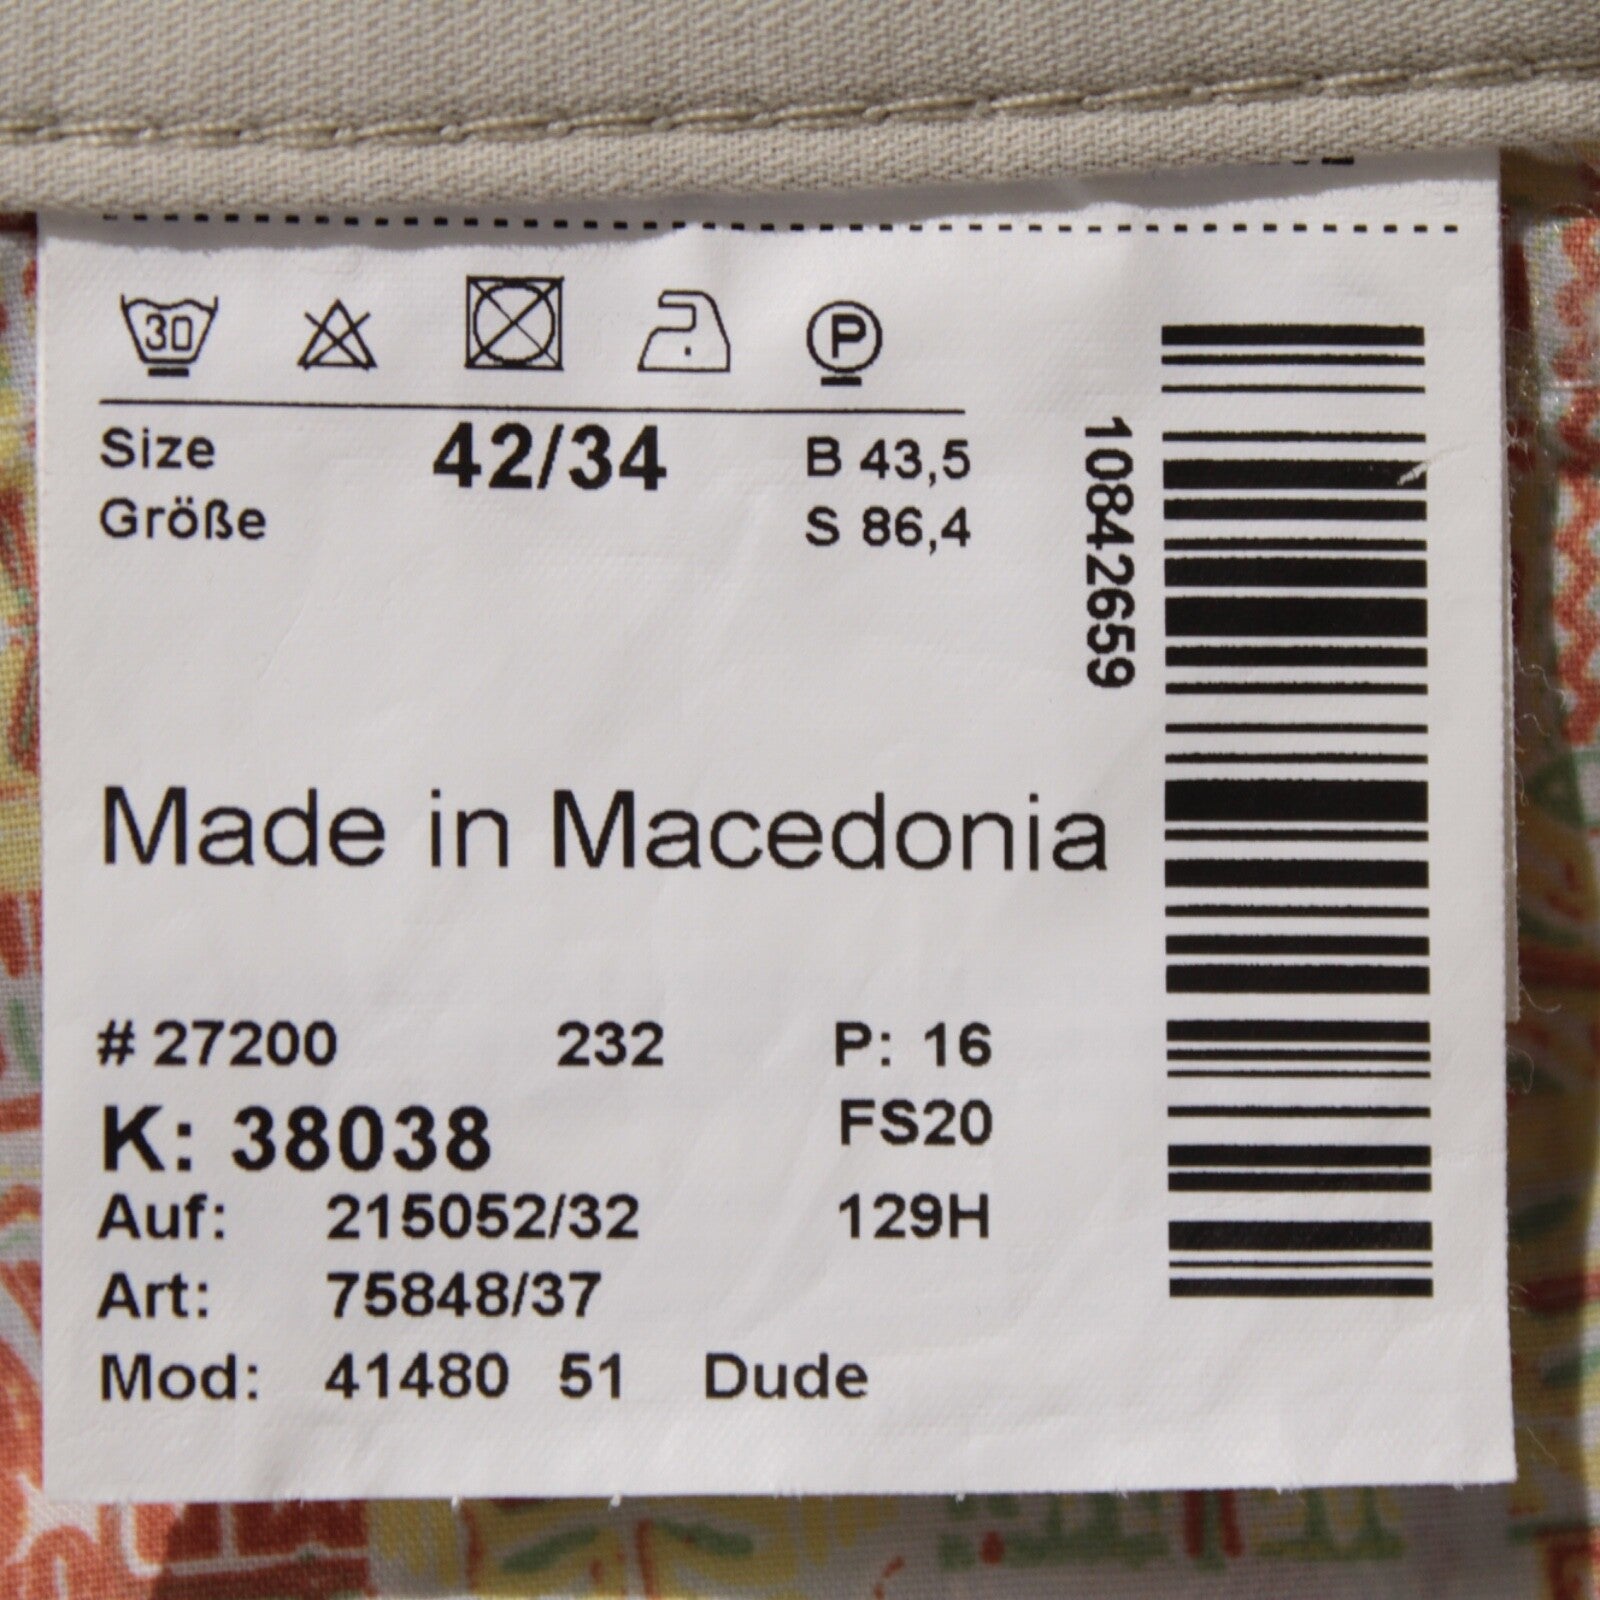 30 P
Size 42/34 B 43,5
Größe S 86,4
10842659
Made in Macedonia
# 27200 232 P: 16
K: 38038 FS20
Auf: 215052/32 129H
Art: 75848/37
Mod: 41480 51 Dude